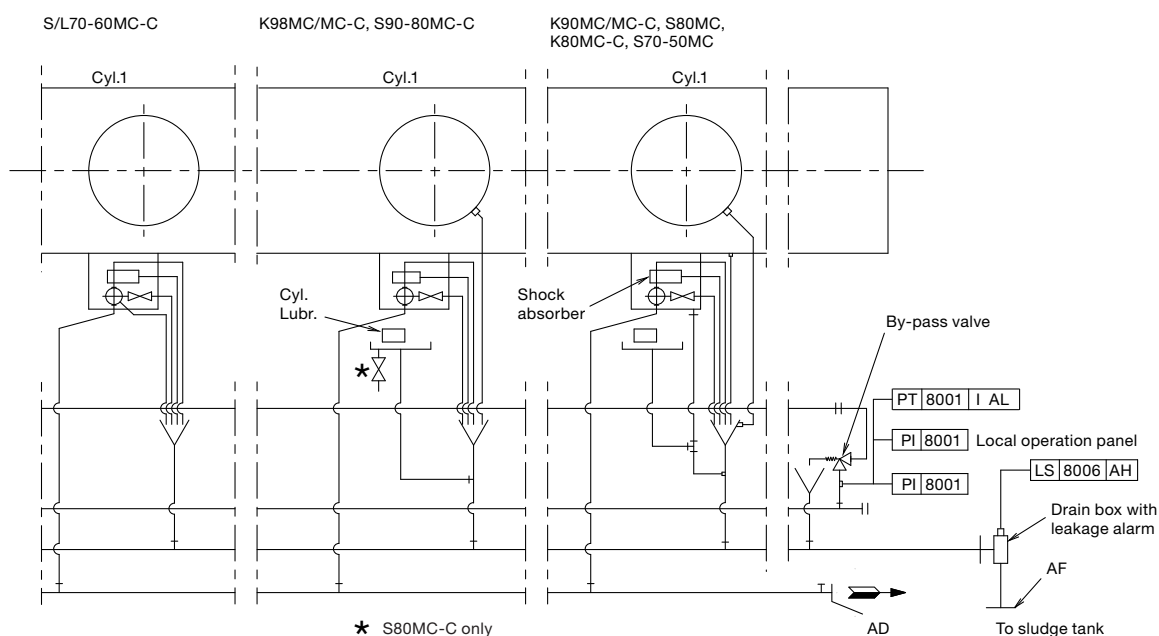 S/L70-60MC-C
K98MC/MC-C, S90-80MC-C
K90MC/MC-C, S80MC,
K80MC-C, S70-50MC
Cyl.1
Cyl.1
Cyl.1
Cyl.
Lubr.
Shock
absorber
By-pass valve
*
PT 8001 I AL
PI 8001 Local operation panel
LS 8006 AH
PI 8001
Drain box with
leakage alarm
AF
AD
To sludge tank
* S80MC-C only